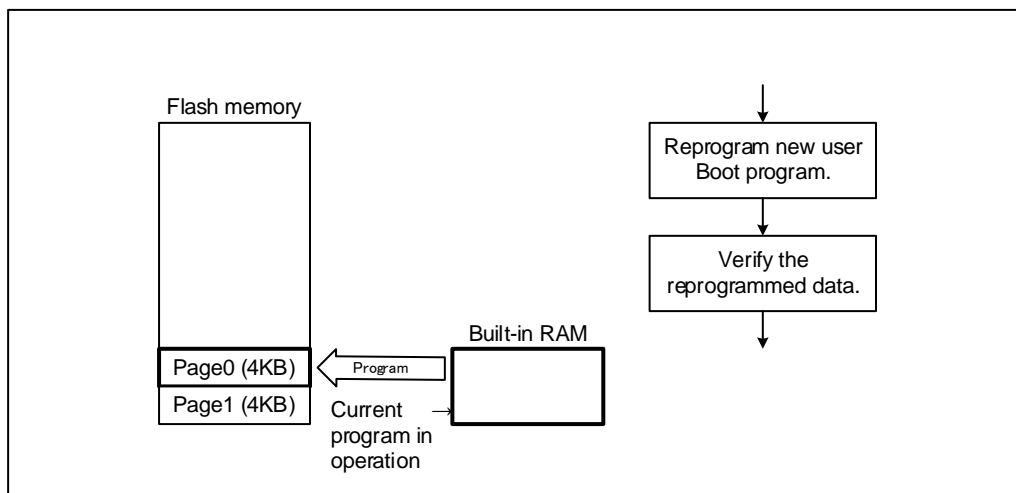 Flash memory
Reprogram new user
Boot program.
Verify the
reprogrammed data.
Built-in RAM
Page0 (4KB)
Program
Page1 (4KB)
Current
program in
operation